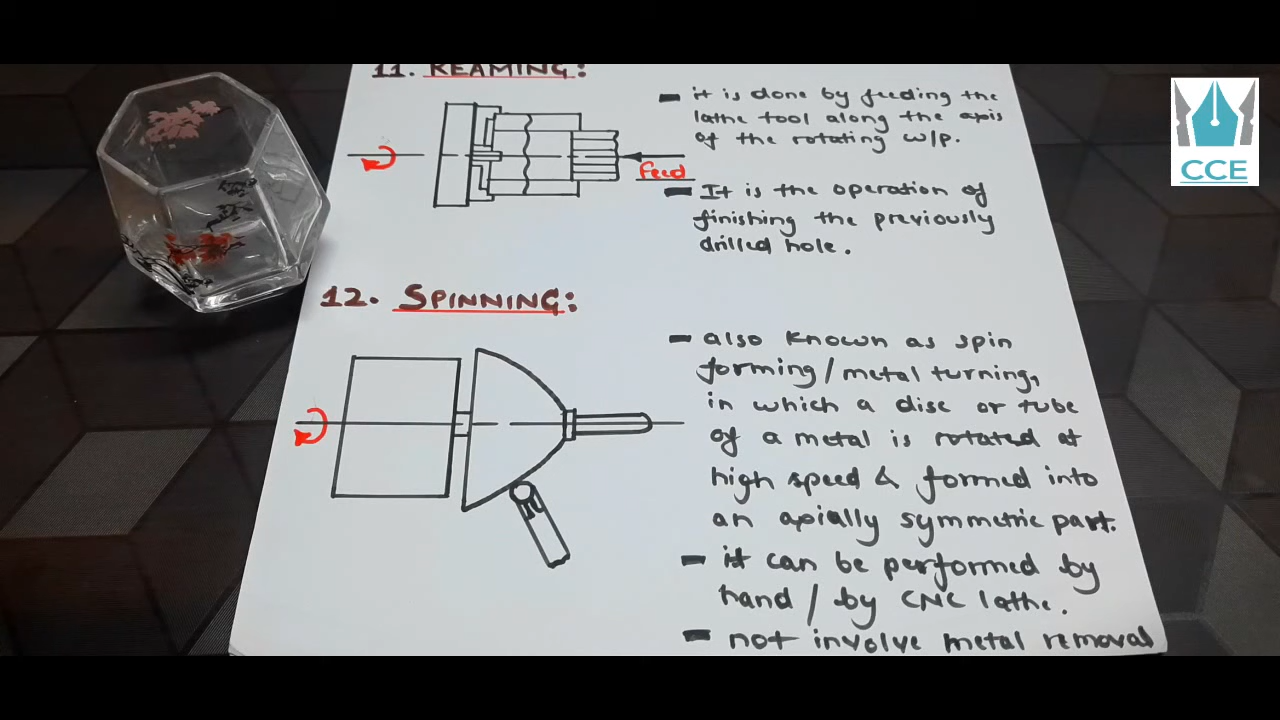 11. REAMING:
- it is done by feeding the
lathe tool along the axis
of the rotating w/p.
Feed
- It is the operation of
finishing the previously
drilled hole.
12. SPINNING:
- also known as spin
forming/metal turning,
in which a disc or tube
of a metal is rotated at
high speed & formed into
an axially symmetric part.
- it can be performed by
hand / by CNC lathe.
- not involve metal removal
CCE